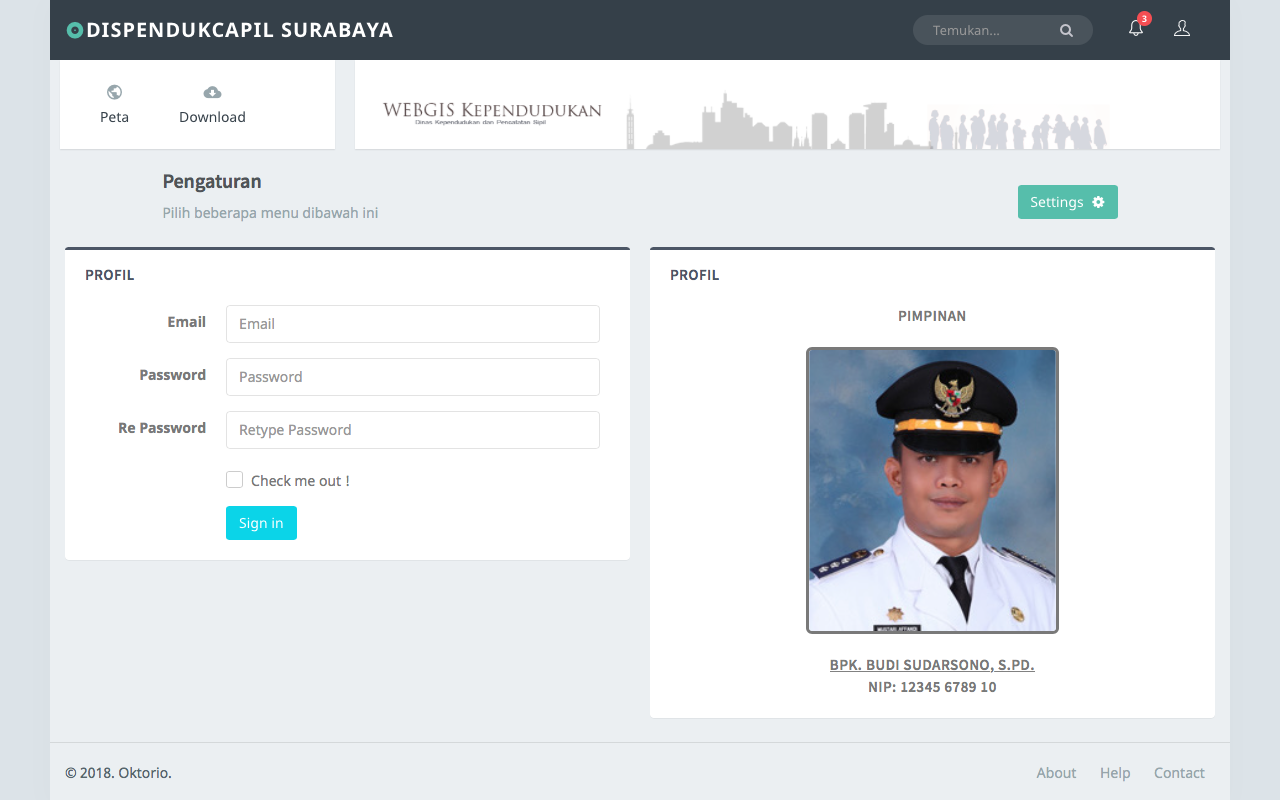 DISPENDUKCAPIL SURABAYA
Temukan...
3
Peta
Download
WEBGIS KEPENDUDUKAN
Dinas Kependudukan dan Pencatatan Sipil
Pengaturan
Pilih beberapa menu dibawah ini
Settings
PROFIL
Email
Email
Password
Password
Re Password
Retype Password
Check me out !
Sign in
PROFIL
PIMPINAN
BPK. BUDI SUDARSONO, S.PD.
NIP: 12345 6789 10
© 2018. Oktorio.
About
Help
Contact